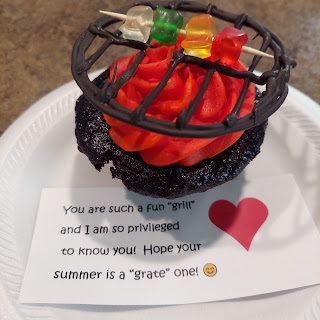 You are such a fun "grill"
and I am so privileged
to know you! Hope your
summer is a "grate" one! 😊